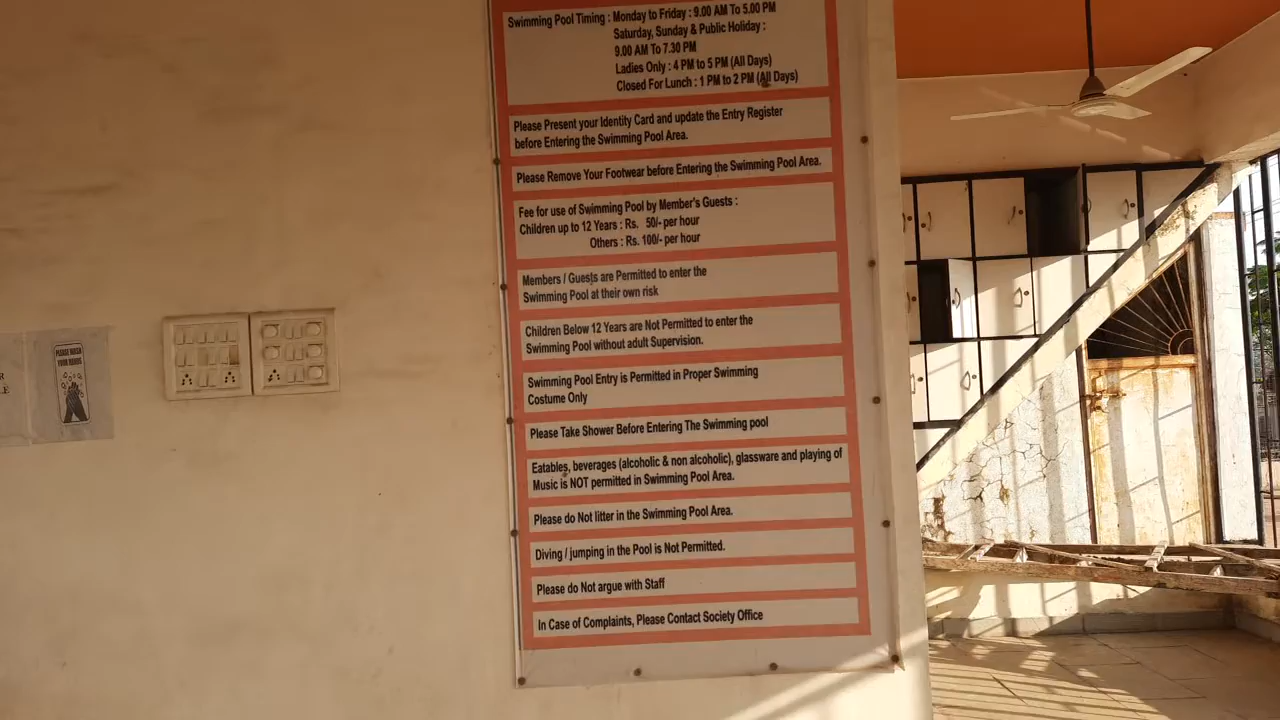 Swimming Pool Timing : Monday to Friday : 9.00 AM To 5.00 PM
Saturday, Sunday & Public Holiday :
9.00 AM To 7.30 PM
Ladies Only : 4 PM to 5 PM (All Days)
Closed For Lunch : 1 PM to 2 PM (All Days)
Please Present your Identity Card and update the Entry Register
before Entering the Swimming Pool Area.
Please Remove Your Footwear before Entering the Swimming Pool Area.
Fee for use of Swimming Pool by Member's Guests :
Children up to 12 Years : Rs. 50/- per hour
Others : Rs. 100/- per hour
Members / Guests are Permitted to enter the
Swimming Pool at their own risk
Children Below 12 Years are Not Permitted to enter the
Swimming Pool without adult Supervision.
Swimming Pool Entry is Permitted in Proper Swimming
Costume Only
Please Take Shower Before Entering The Swimming pool
Eatables, beverages (alcoholic & non alcoholic), glassware and playing of
Music is NOT permitted in Swimming Pool Area.
Please do Not litter in the Swimming Pool Area.
Diving / jumping in the Pool is Not Permitted.
Please do Not argue with Staff
In Case of Complaints, Please Contact Society Office
PLEASE WASH
YOUR HANDS